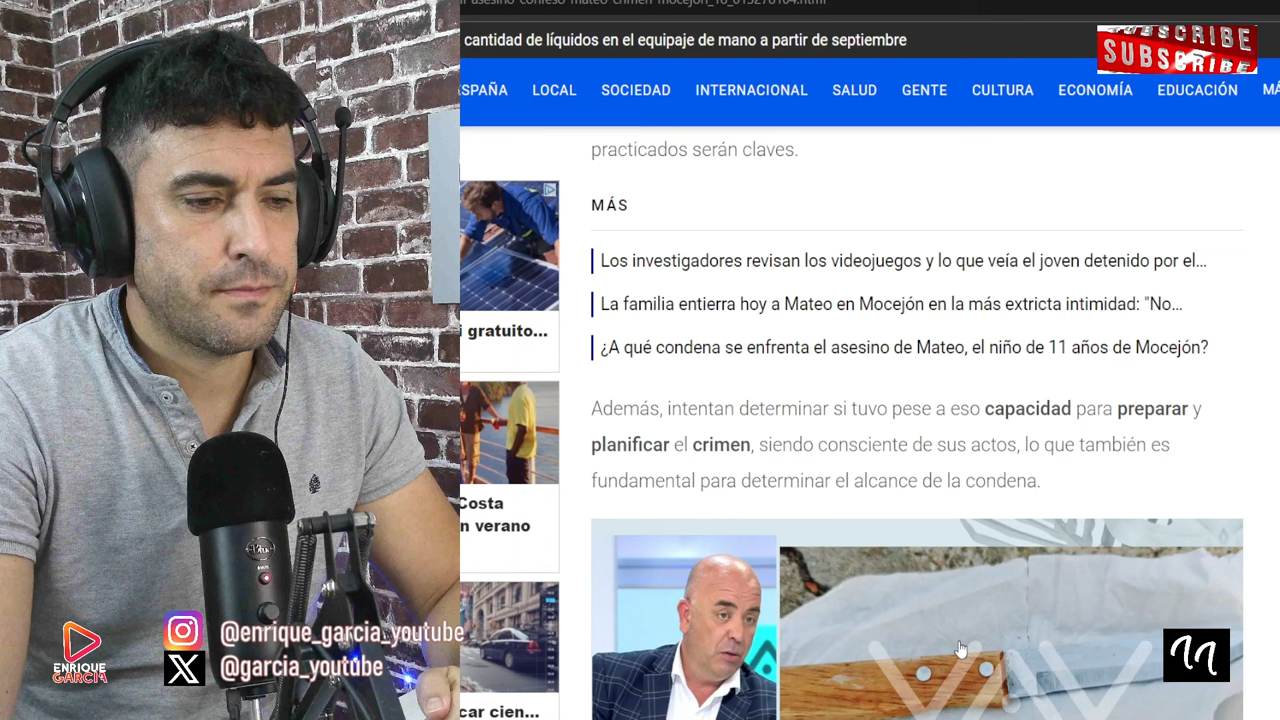 cantidad de líquidos en el equipaje de mano a partir de septiembre
SUBSCRIBE
SUBSCRIBE
SPAÑA LOCAL SOCIEDAD INTERNACIONAL SALUD GENTE CULTURA ECONOMÍA EDUCACIÓN MÁ
practicados serán claves.
MÁS
Los investigadores revisan los videojuegos y lo que veía el joven detenido por el...
La familia entierra hoy a Mateo en Mocejón en la más extricta intimidad: "No...
¿A qué condena se enfrenta el asesino de Mateo, el niño de 11 años de Mocejón?
gratuito...
Además, intentan determinar si tuvo pese a eso capacidad para preparar y
planificar el crimen, siendo consciente de sus actos, lo que también es
fundamental para determinar el alcance de la condena.
Costa
n verano
car cien...
ENRIQUE
GARCIA
@enrique_garcia_youtube
@garcia_youtube